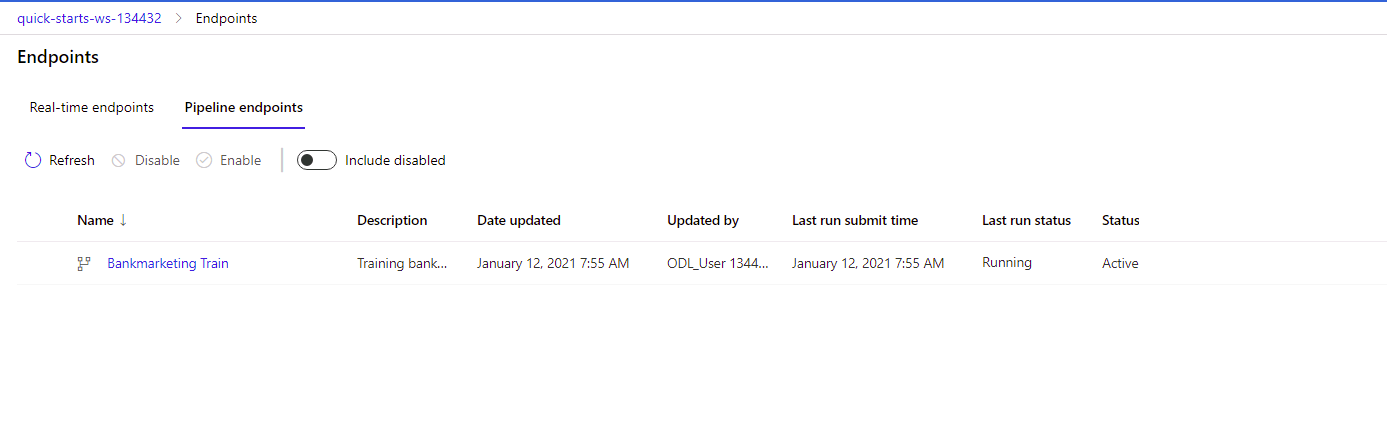 quick-starts-ws-134432 > Endpoints
Endpoints
Real-time endpoints Pipeline endpoints
Refresh Disable Enable Include disabled
Name ↓ Description Date updated Updated by Last run submit time Last run status Status
Bankmarketing Train Training bank... January 12, 2021 7:55 AM ODL_User 1344... January 12, 2021 7:55 AM Running Active